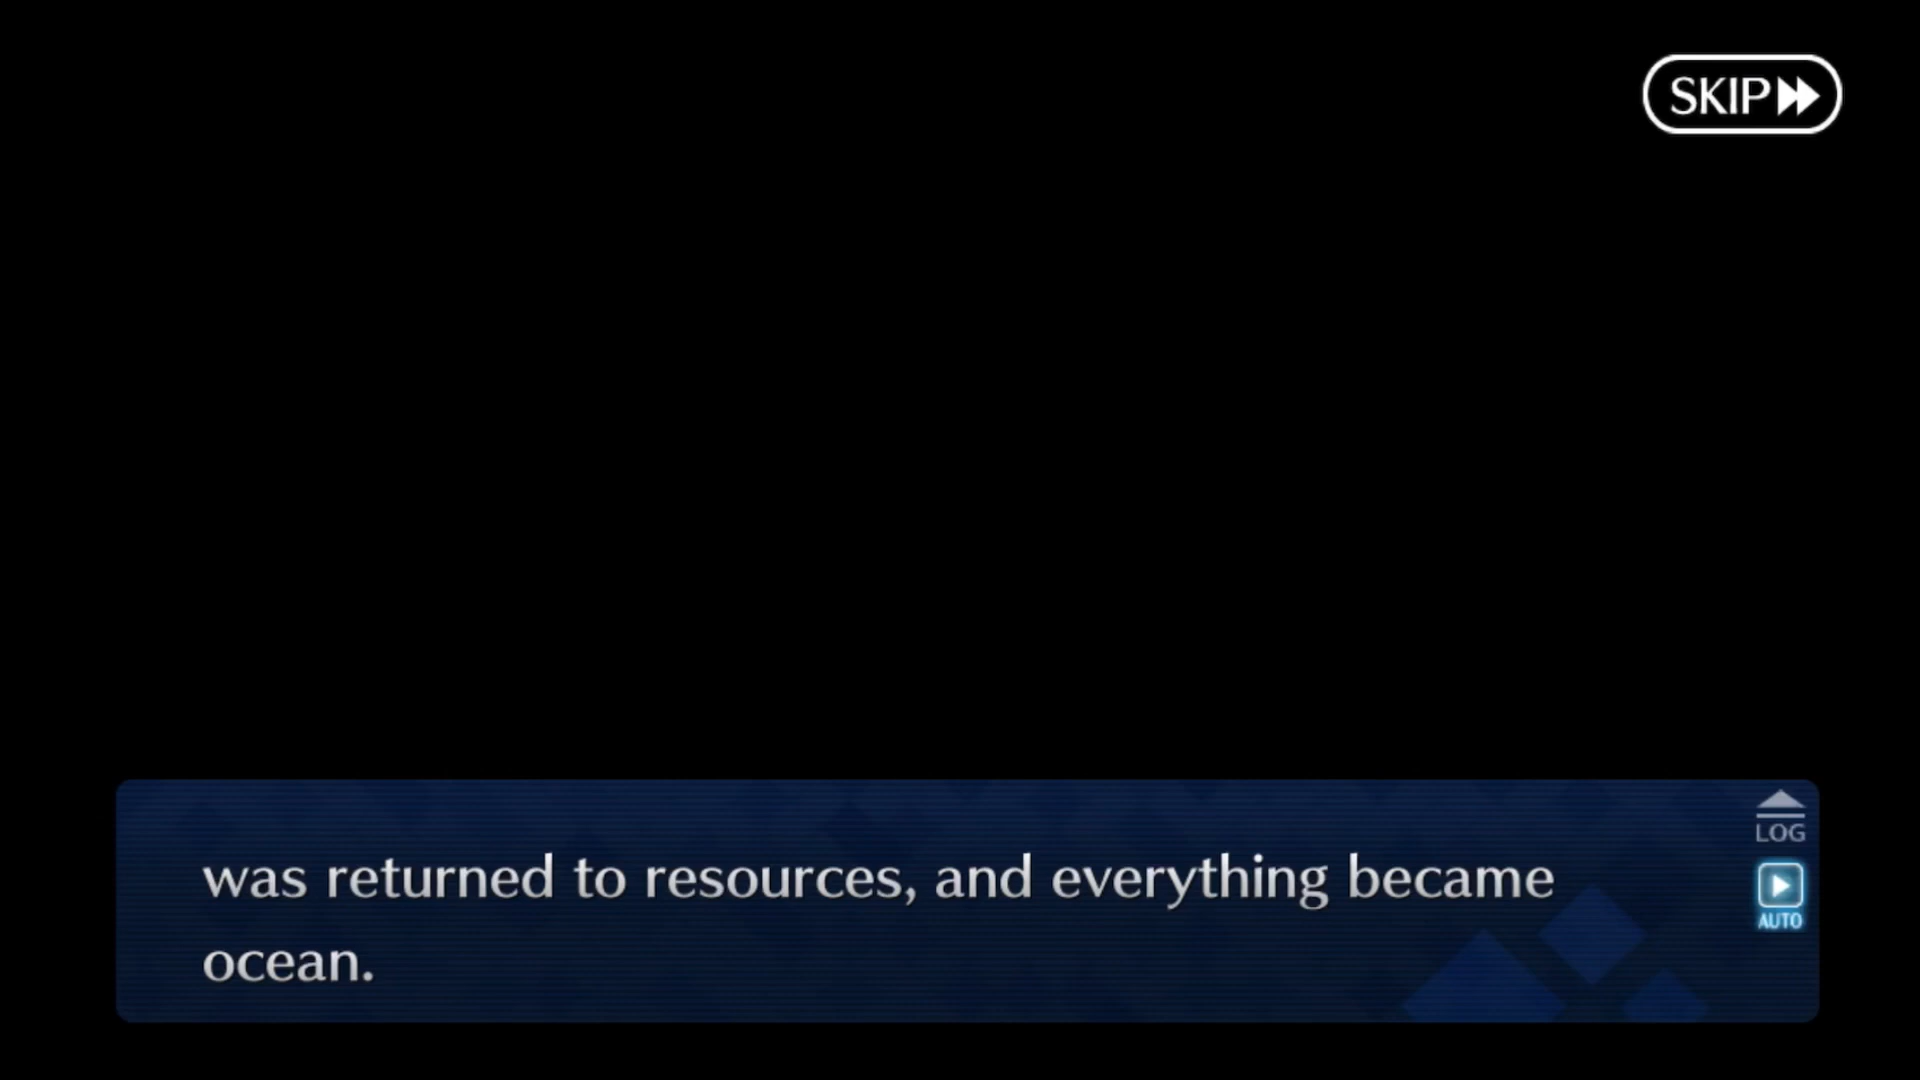 SKIP
LOG
was returned to resources, and everything became
ocean.
AUTO